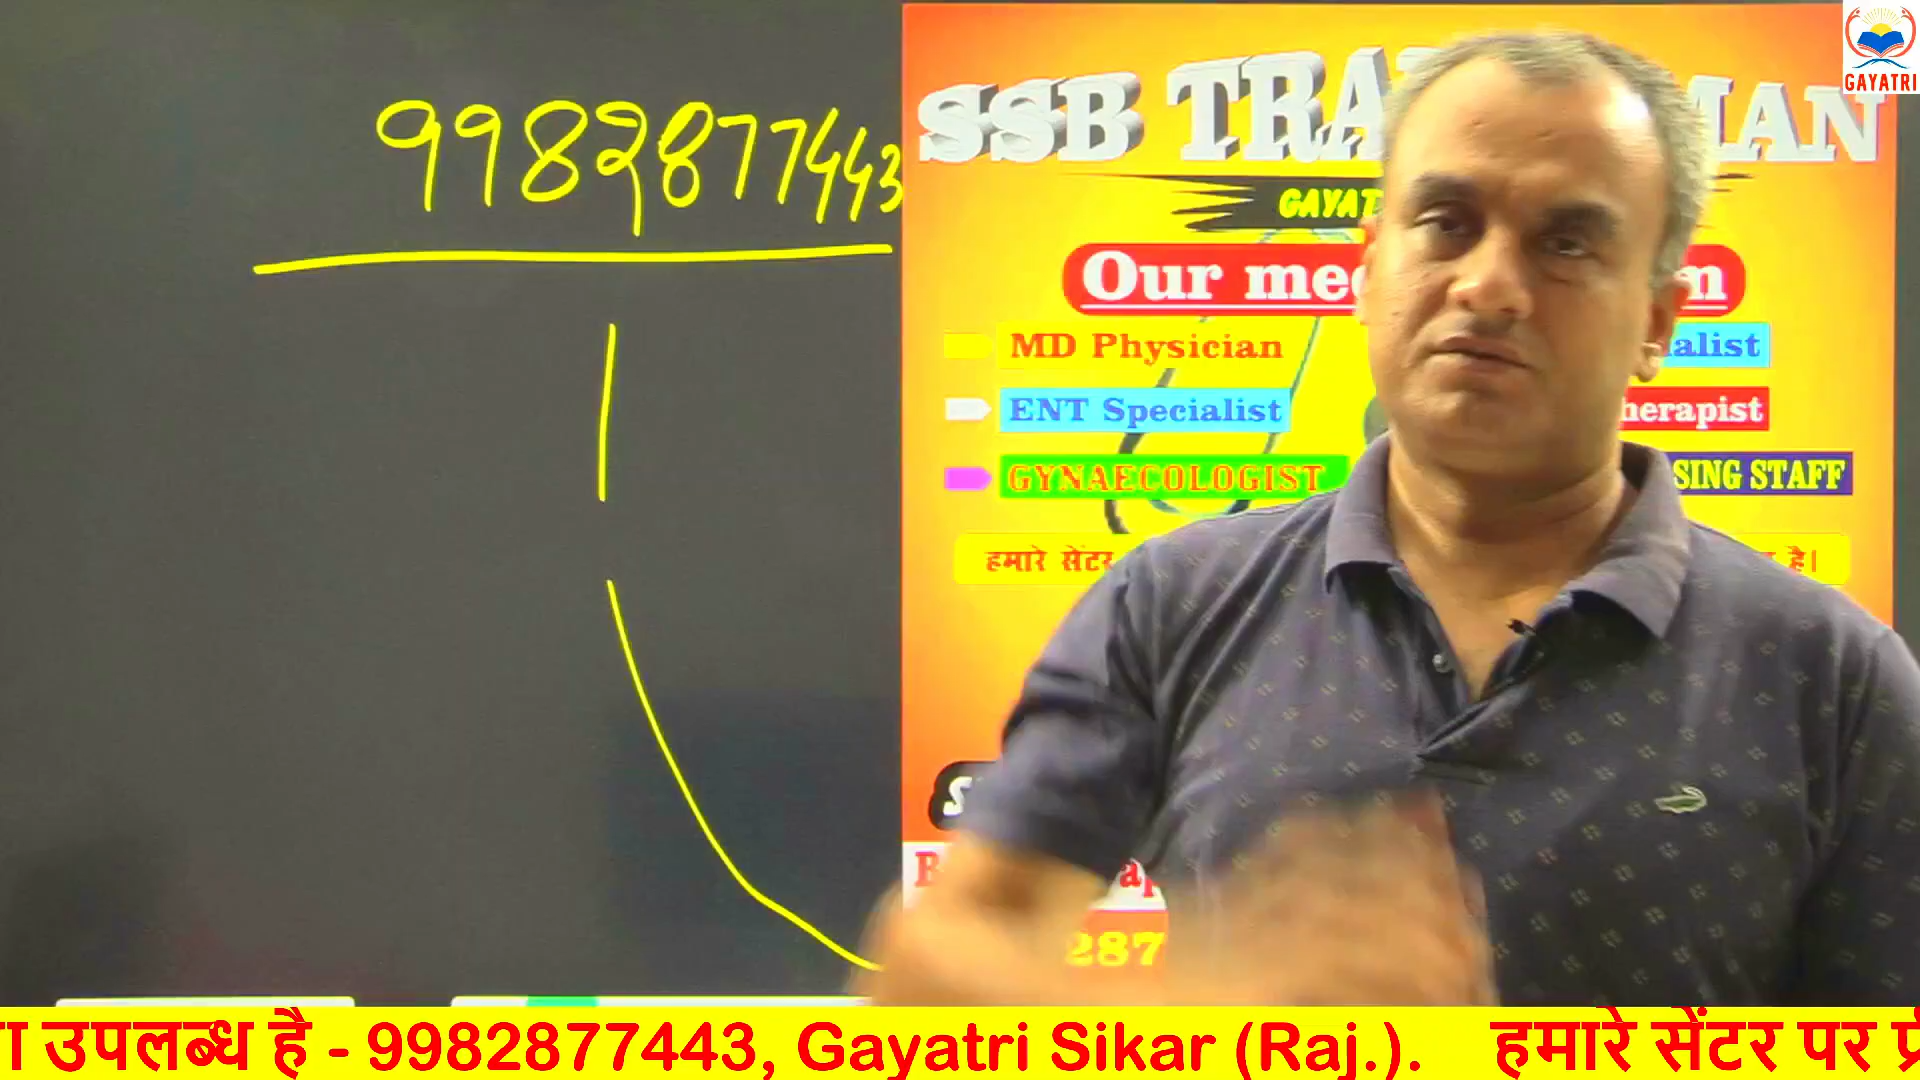 9982877443
SSB TRA MAN
GAYATRI
GAYAT
Our me m
MD Physician
alist
ENT Specialist
herapist
GYNAECOLOGIST
SING STAFF
हमारे सेंटर
है।
287
ा उपलब्ध है - 9982877443, Gayatri Sikar (Raj.). हमारे सेंटर पर